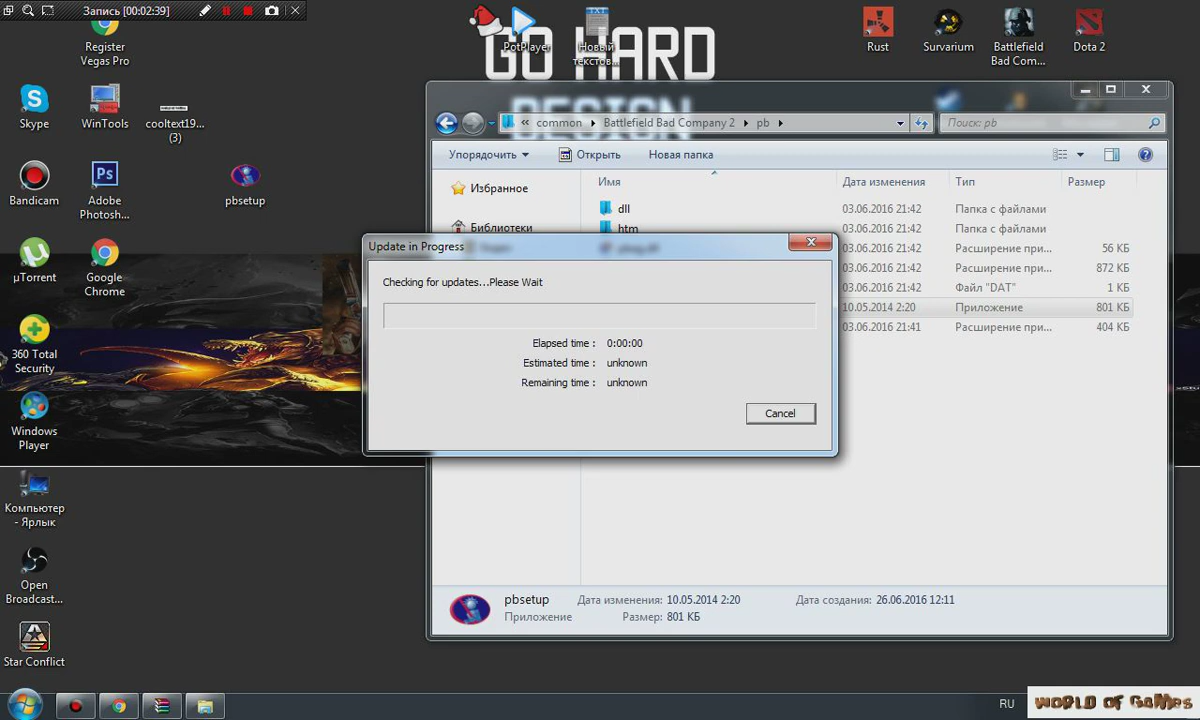 Запись [00:02:39]
Register
Vegas Pro
PotPlayer
Новый
текстов...
GO HARD
DESIGN
Rust
Survarium
Battlefield
Bad Com...
Dota 2
Skype
WinTools
cooltext19...
(3)
Bandicam
Ps
Adobe
Photosh...
pbsetup
µTorrent
Google
Chrome
360 Total
Security
Windows
Player
Компьютер
- Ярлык
Open
Broadcast...
Star Conflict
« common Battlefield Bad Company 2 pb
Поиск: pb
Упорядочить Открыть Новая папка
Избранное
Библиотеки
Имя Дата изменения Тип Размер
dll 03.06.2016 21:42 Папка с файлами
htm 03.06.2016 21:42 Папка с файлами
03.06.2016 21:42 Расширение при... 56 КБ
03.06.2016 21:42 Расширение при... 872 КБ
03.06.2016 21:42 Файл "DAT" 1 КБ
10.05.2014 2:20 Приложение 801 КБ
03.06.2016 21:41 Расширение при... 404 КБ
Update in Progress
Checking for updates...Please Wait
Elapsed time : 0:00:00
Estimated time : unknown
Remaining time : unknown
Cancel
pbsetup Дата изменения: 10.05.2014 2:20 Дата создания: 26.06.2016 12:11
Приложение Размер: 801 КБ
RU
WORLD OF GAMES